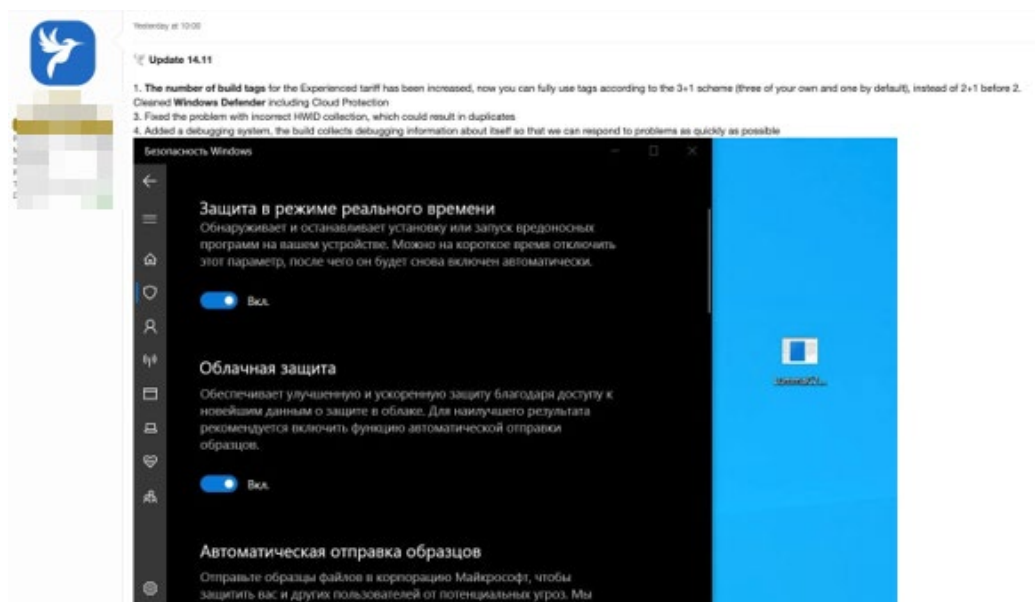 Yesterday at 10:00
Update 14.11
1. The number of build tags for the Experienced tariff has been increased, now you can fully use tags according to the 3+1 scheme (three of your own and one by default), instead of 2+1 before 2.
Cleaned Windows Defender including Cloud Protection
3. Fixed the problem with incorrect HWID collection, which could result in duplicates
4. Added a debugging system, the build collects debugging information about itself so that we can respond to problems as quickly as possible
Безопасность Windows
Защита в режиме реального времени
Обнаруживает и останавливает установку или запуск вредоносных
программ на вашем устройстве. Можно на короткое время отключить
этот параметр, после чего он будет снова включен автоматически.
Вкл.
Облачная защита
Обеспечивает улучшенную и ускоренную защиту благодаря доступу к
новейшим данным о защите в облаке. Для наилучшего результата
рекомендуется включить функцию автоматической отправки
образцов.
Вкл.
Автоматическая отправка образцов
Отправьте образцы файлов в корпорацию Майкрософт, чтобы
защитить вас и других пользователей от потенциальных угроз. Мы